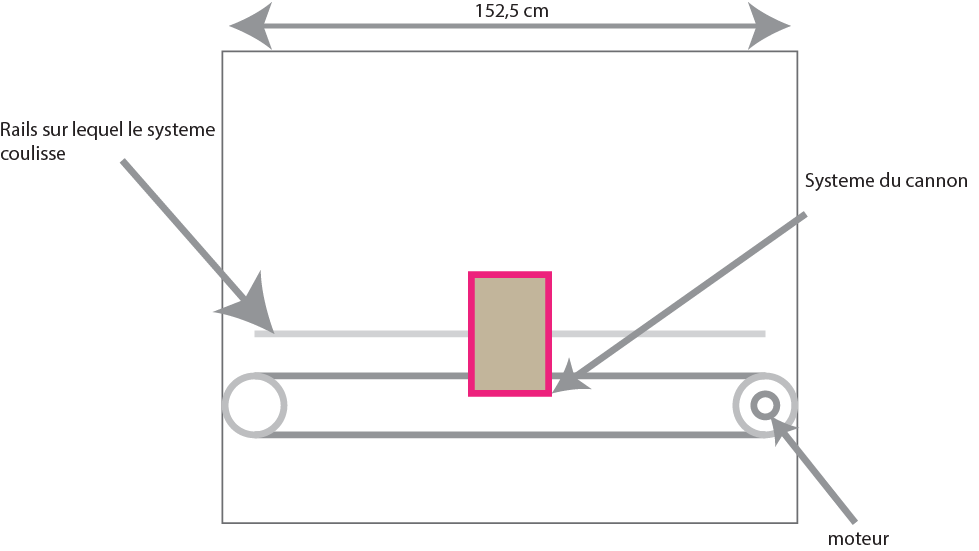 152,5 cm
Rails sur lequel le systeme
coulisse
Systeme du cannon
moteur